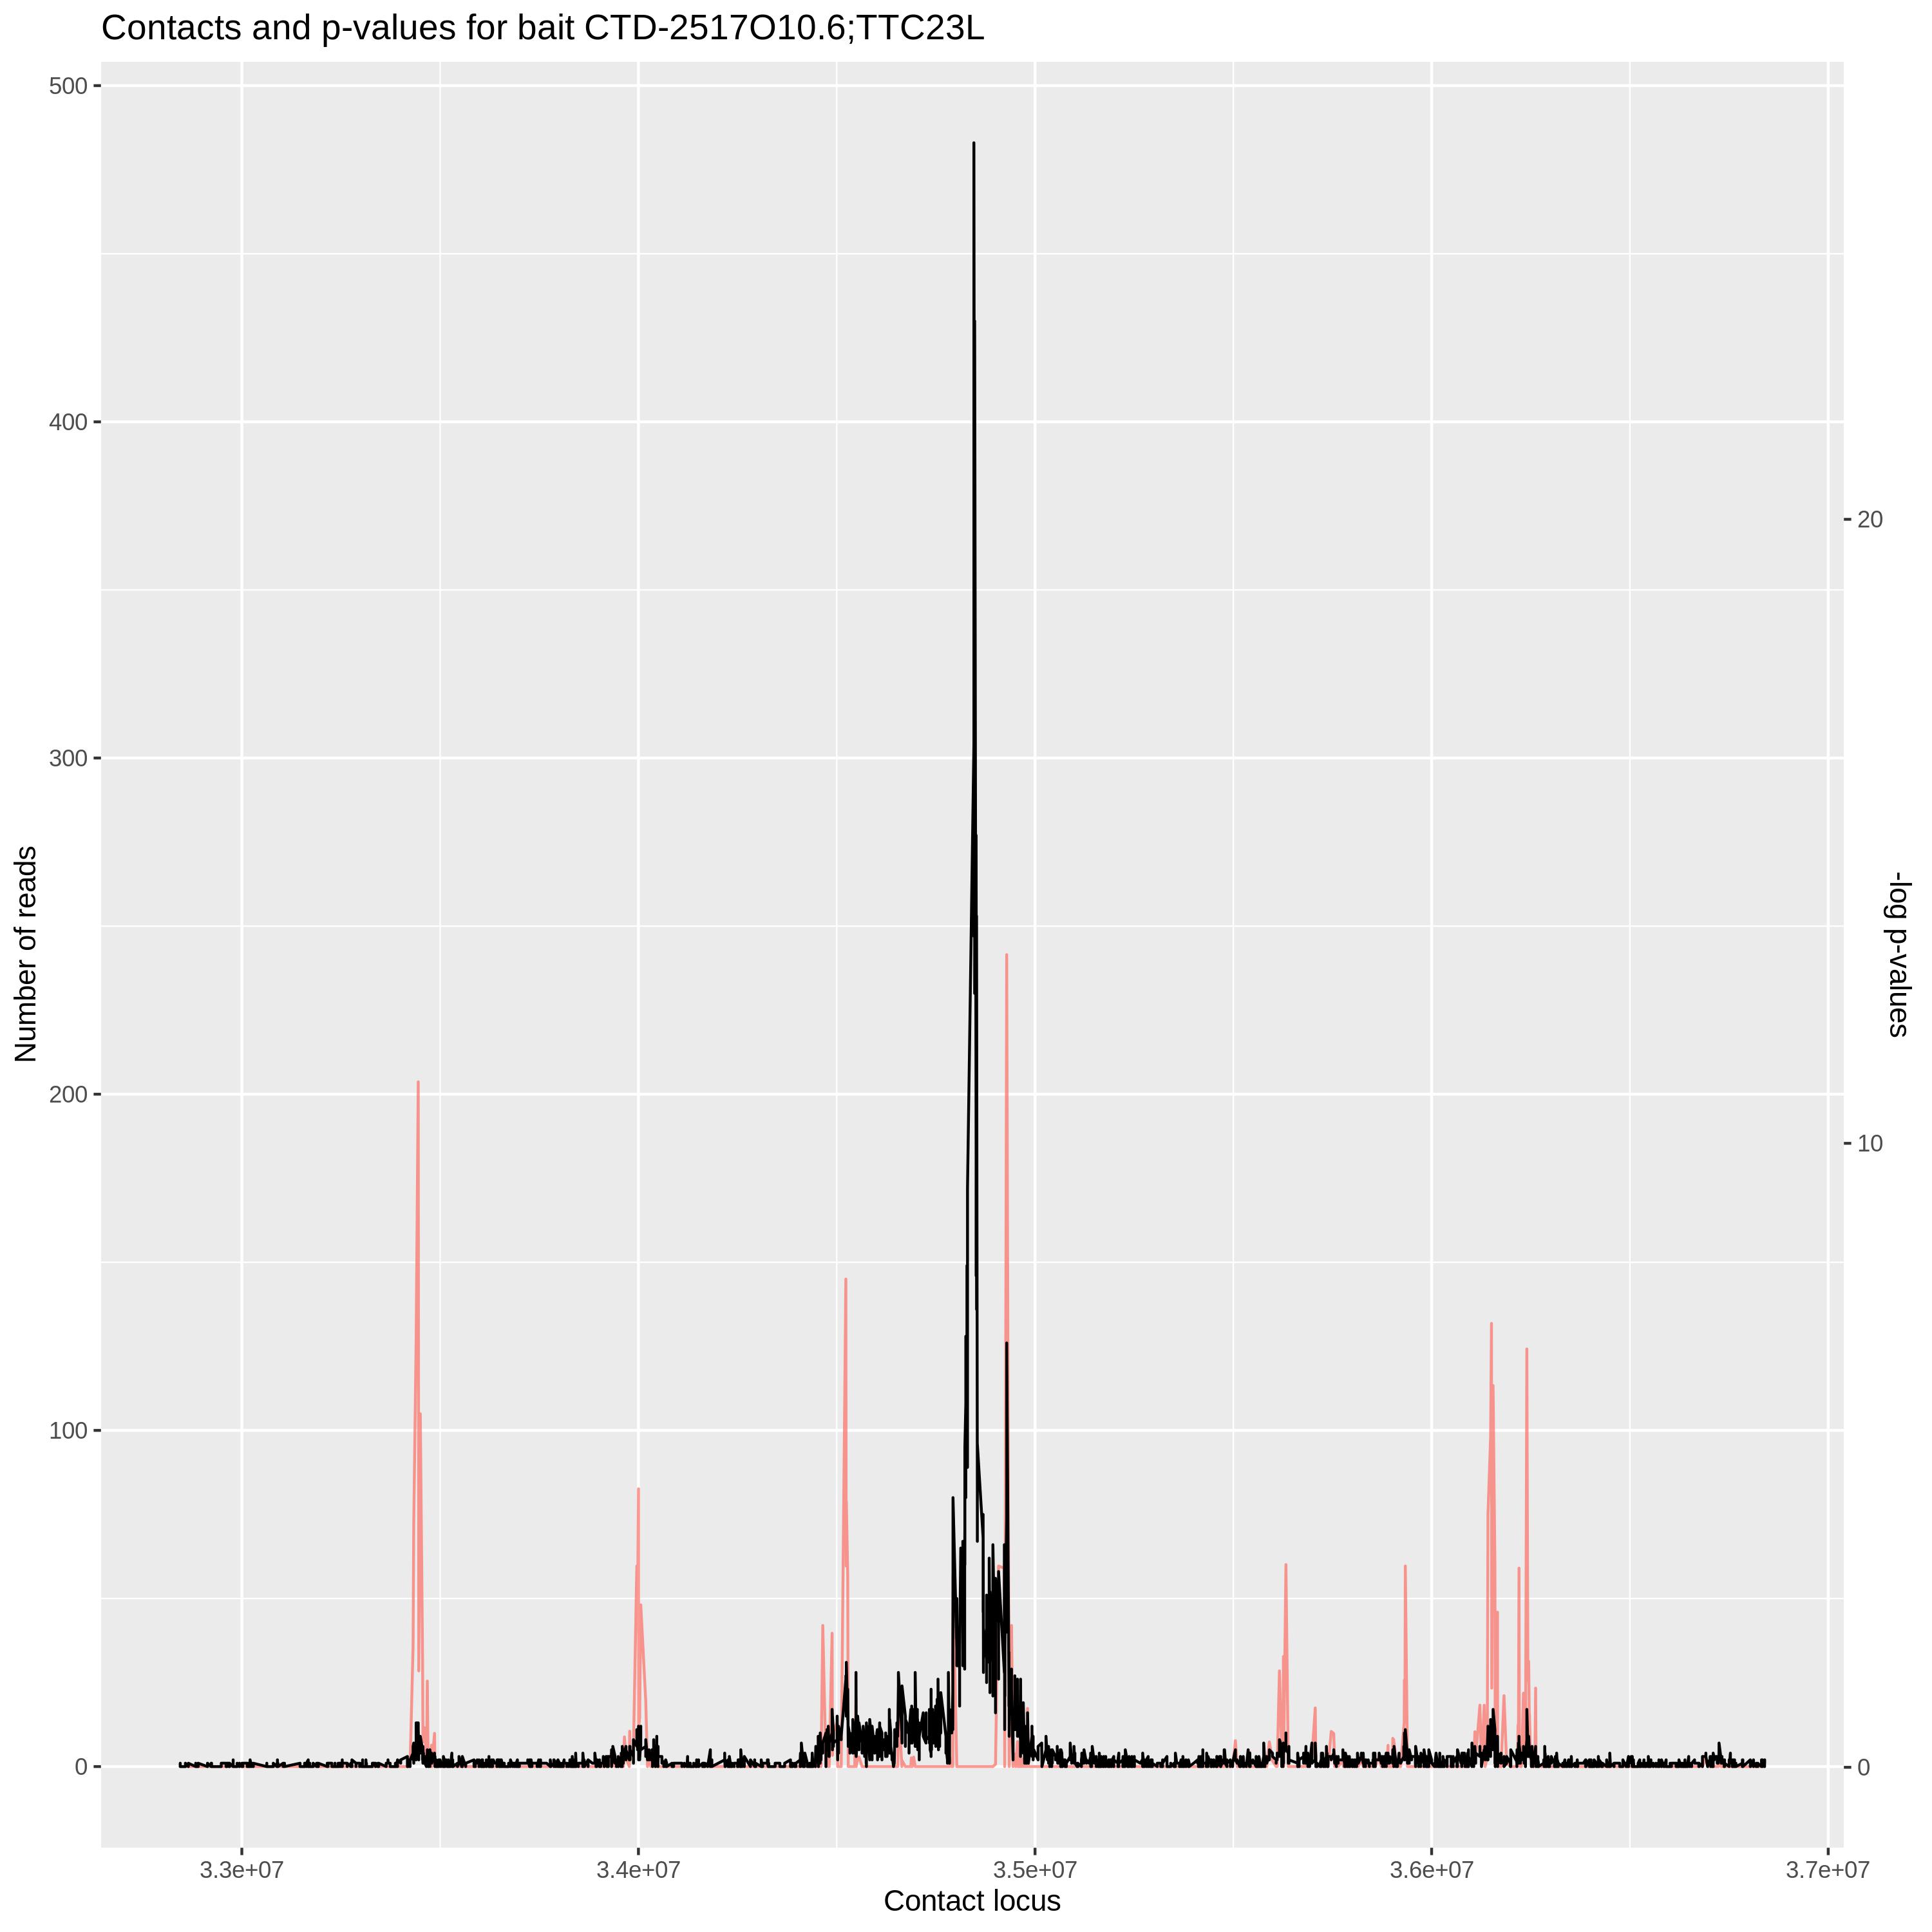 Contacts and p-values for bait CTD-2517O10.6;TTC23L
500
400
300
200
100
0
Number of reads
20
10
0
-log p-values
3.3e+07
3.4e+07
3.5e+07
3.6e+07
3.7e+07
Contact locus